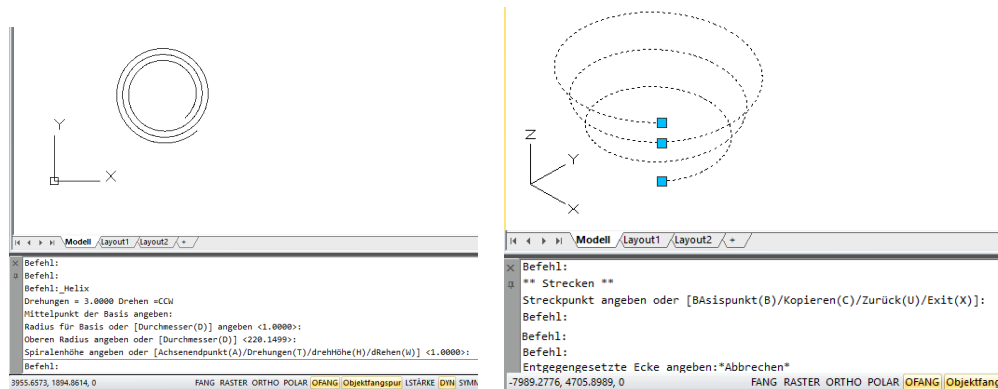 Y
X
Modell Layout1 Layout2 +
Befehl:
Befehl:
Befehl:_Helix
Drehungen = 3.0000 Drehen =CCW
Mittelpunkt der Basis angeben:
Radius für Basis oder [Durchmesser(D)] angeben <1.0000>:
Oberen Radius angeben oder [Durchmesser(D)] <220.1499>:
Spiralenhöhe angeben oder [Achsenendpunkt(A)/Drehungen(T)/drehHöhe(H)/dRehen(W)] <1.0000>:
Befehl:
3955.6573, 1894.8614, 0 FANG RASTER ORTHO POLAR OFANG Objektfangspur LSTÄRKE DYN SYMM
Z
Y
X
Modell Layout1 Layout2 +
Befehl:
** Strecken **
Streckpunkt angeben oder [BAsispunkt(B)/Kopieren(C)/Zurück(U)/Exit(X)]:
Befehl:
Befehl:
Befehl:
Entgegengesetzte Ecke angeben:*Abbrechen*
-7989.2776, 4705.8989, 0 FANG RASTER ORTHO POLAR OFANG Objektfang